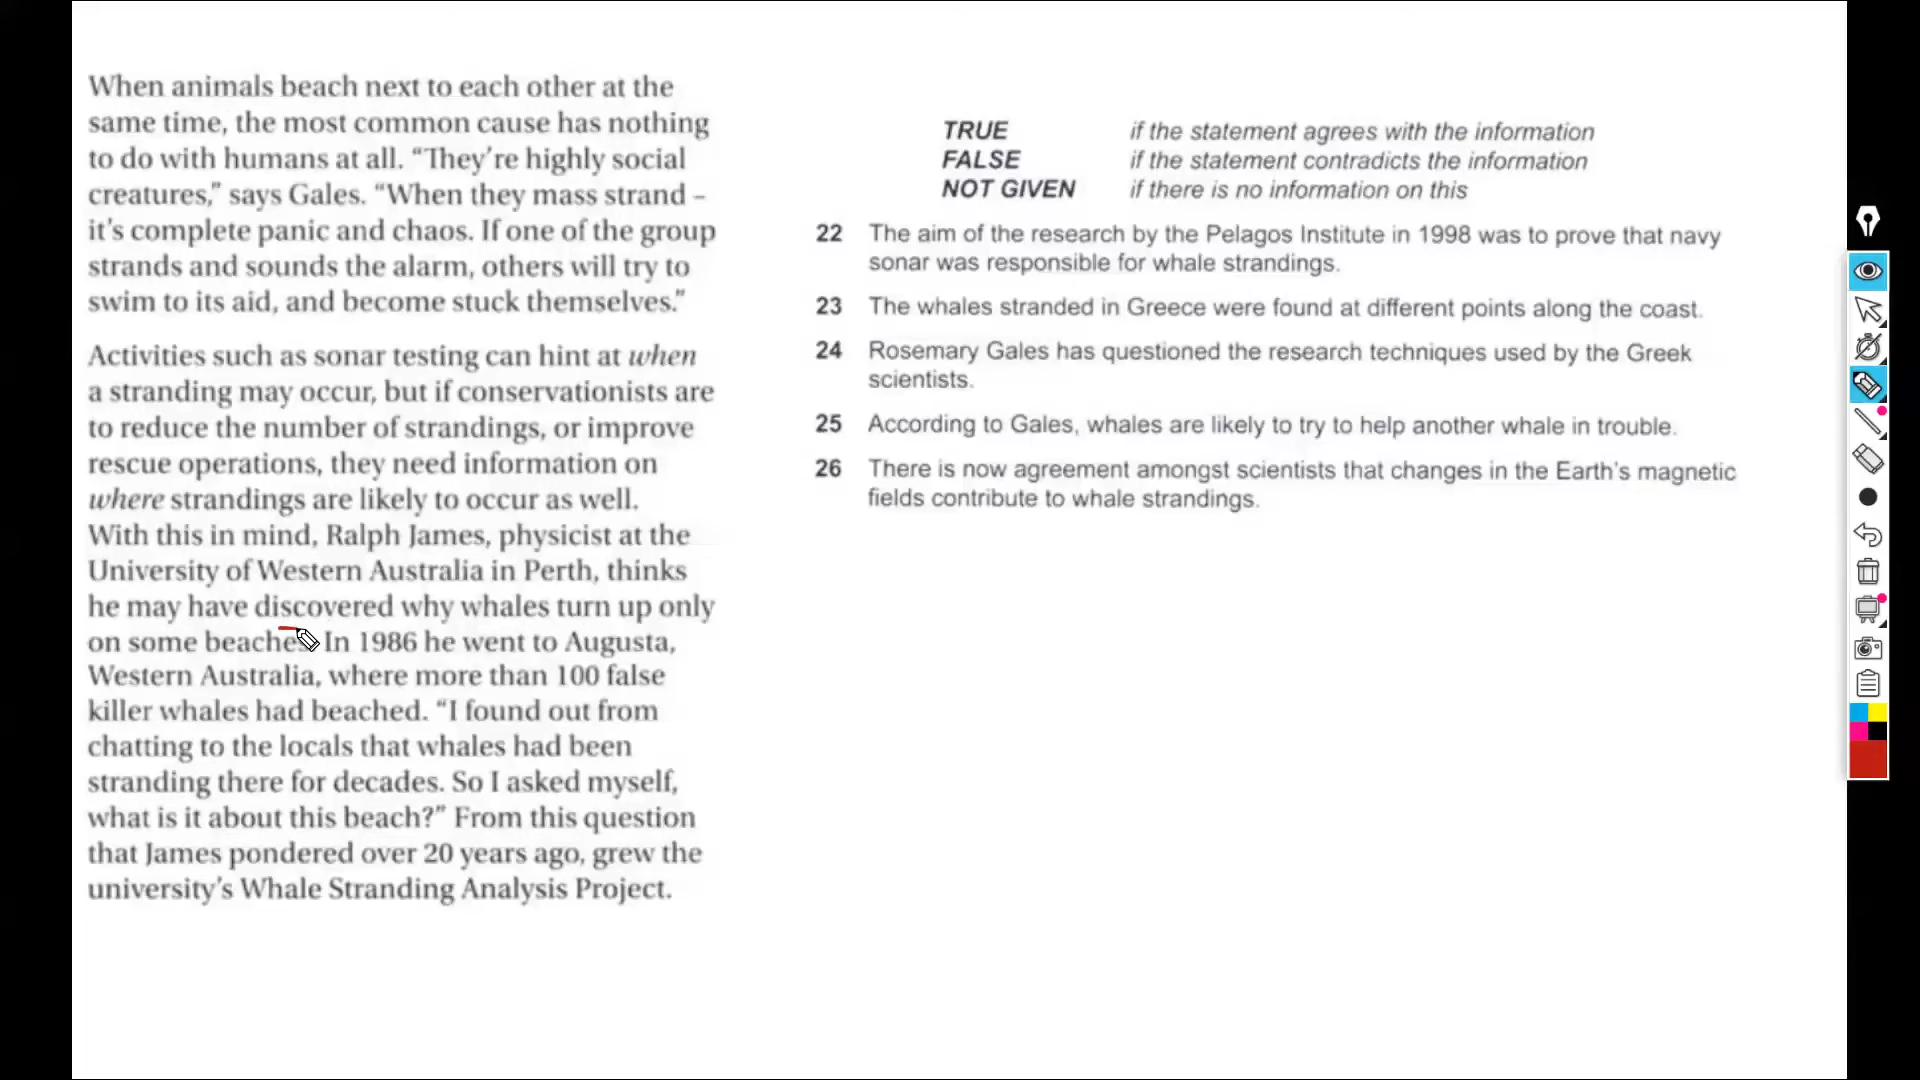 When animals beach next to each other at the
same time, the most common cause has nothing
to do with humans at all. “They’re highly social
creatures,” says Gales. “When they mass strand –
it’s complete panic and chaos. If one of the group
strands and sounds the alarm, others will try to
swim to its aid, and become stuck themselves.”
Activities such as sonar testing can hint at when
a stranding may occur, but if conservationists are
to reduce the number of strandings, or improve
rescue operations, they need information on
where strandings are likely to occur as well.
With this in mind, Ralph James, physicist at the
University of Western Australia in Perth, thinks
he may have discovered why whales turn up only
on some beaches. In 1986 he went to Augusta,
Western Australia, where more than 100 false
killer whales had beached. “I found out from
chatting to the locals that whales had been
stranding there for decades. So I asked myself,
what is it about this beach?” From this question
that James pondered over 20 years ago, grew the
university’s Whale Stranding Analysis Project.
TRUE if the statement agrees with the information
FALSE if the statement contradicts the information
NOT GIVEN if there is no information on this
22 The aim of the research by the Pelagos Institute in 1998 was to prove that navy
sonar was responsible for whale strandings.
23 The whales stranded in Greece were found at different points along the coast.
24 Rosemary Gales has questioned the research techniques used by the Greek
scientists.
25 According to Gales, whales are likely to try to help another whale in trouble.
26 There is now agreement amongst scientists that changes in the Earth’s magnetic
fields contribute to whale strandings.